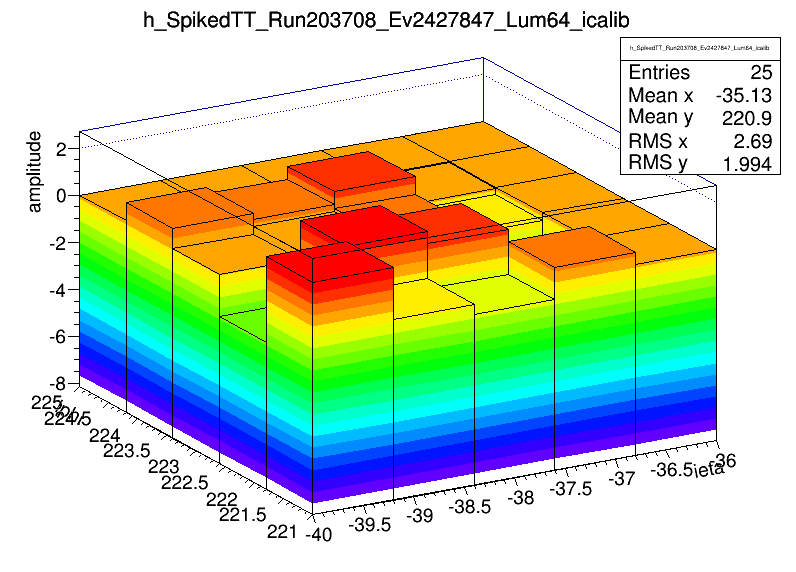 h_SpikedTT_Run203708_Ev2427847_Lum64_icalib
h_SpikedTT_Run203708_Ev2427847_Lum64_icalib
Entries 25
Mean x -35.13
Mean y 220.9
RMS x 2.69
RMS y 1.994
amplitude
2
0
-2
-4
-6
-8
225
224.5
224
223.5
223
222.5
222
221.5
221
-40
-39.5
-39
-38.5
-38
-37.5
-37
-36.5
-36
ieta